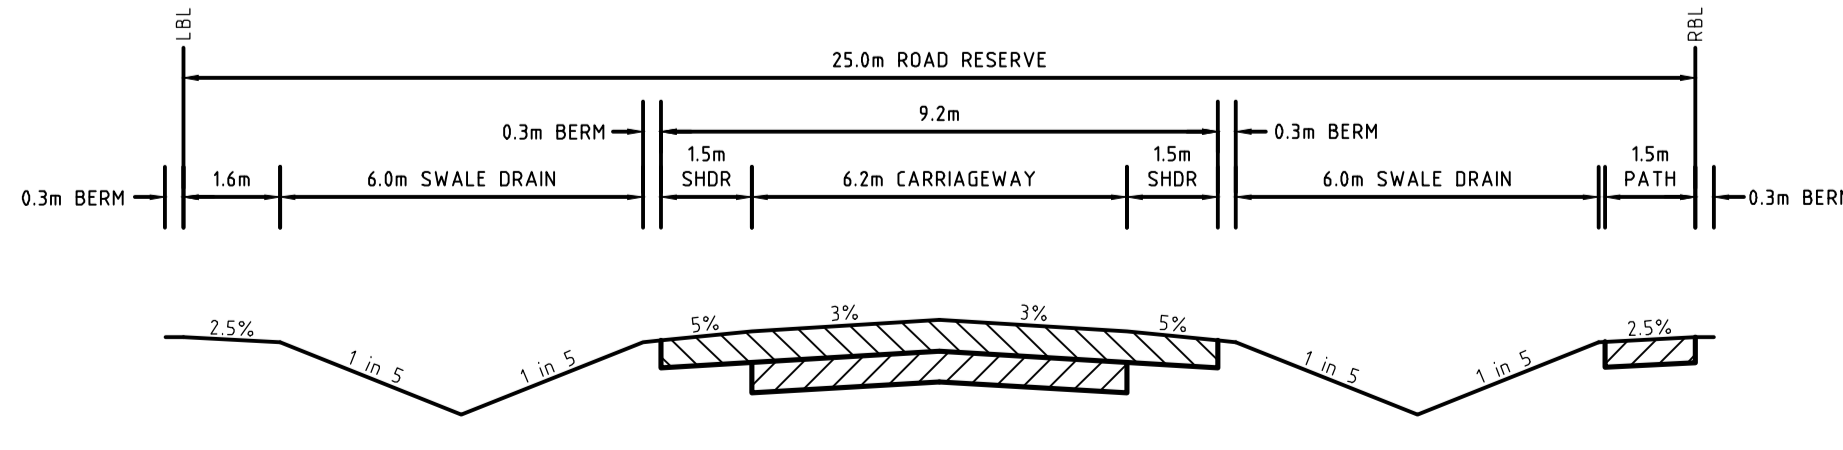 LBL
RBL
25.0m ROAD RESERVE
9.2m
0.3m BERM
0.3m BERM
1.5m
SHDR
1.5m
SHDR
1.5m
PATH
0.3m BERM
1.6m
6.0m SWALE DRAIN
6.2m CARRIAGEWAY
6.0m SWALE DRAIN
0.3m BERM
2.5%
1 in 5
1 in 5
5%
3%
3%
5%
1 in 5
1 in 5
2.5%